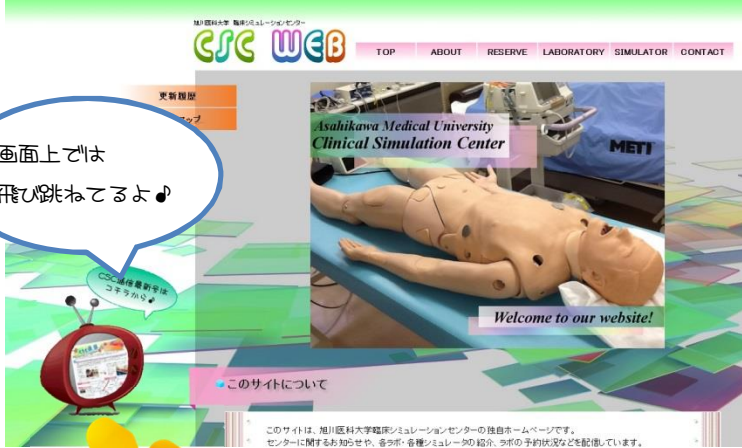 旭川医科大学 臨床シミュレーションセンター
CSC WEB
TOP ABOUT RESERVE LABORATORY SIMULATOR CONTACT
更新履歴
ップ
画面上では
飛び跳ねてるよ♪
Asahikawa Medical University
Clinical Simulation Center
METI
CSC通信最新号は
コチラから♪
Welcome to our website!
このサイトについて
このサイトは、旭川医科大学臨床シミュレーションセンターの独自ホームページです。
センターに関するお知らせや、各ラボ・各種シミュレータの紹介、ラボの予約状況などを配信しています。